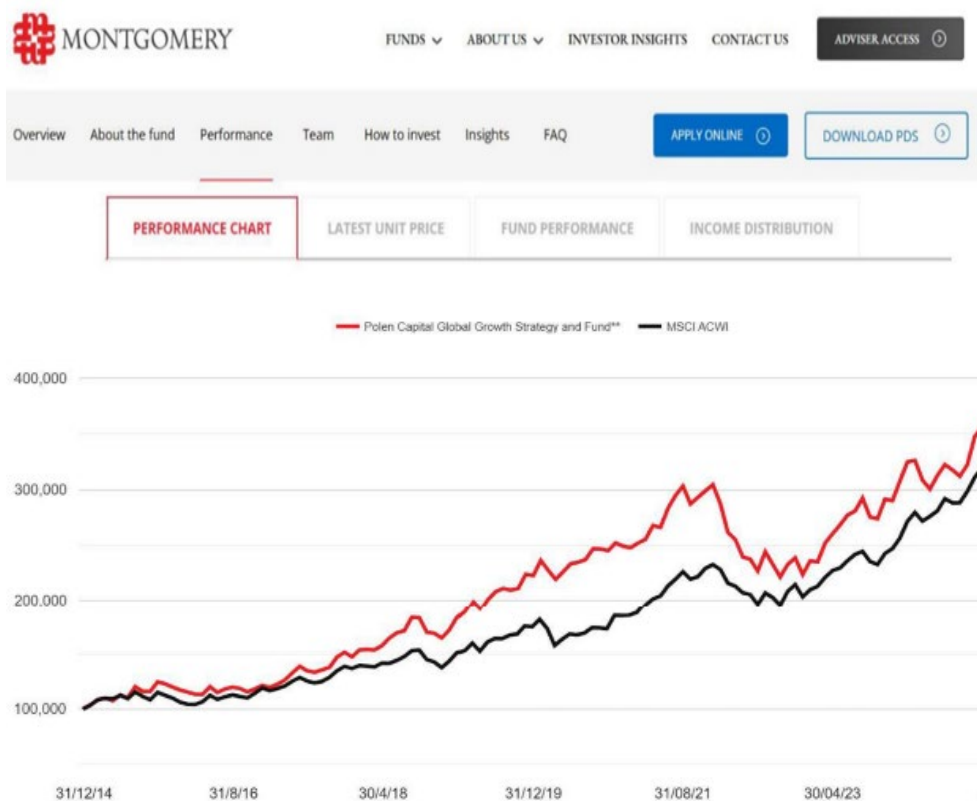 MONTGOMERY
FUNDS ABOUT US INVESTOR INSIGHTS CONTACT US ADVISER ACCESS
Overview About the fund Performance Team How to invest Insights FAQ APPLY ONLINE DOWNLOAD PDS
PERFORMANCE CHART LATEST UNIT PRICE FUND PERFORMANCE INCOME DISTRIBUTION
Polen Capital Global Growth Strategy and Fund** MSCI ACWI
400,000
300,000
200,000
100,000
31/12/14 31/8/16 30/4/18 31/12/19 31/08/21 30/04/23